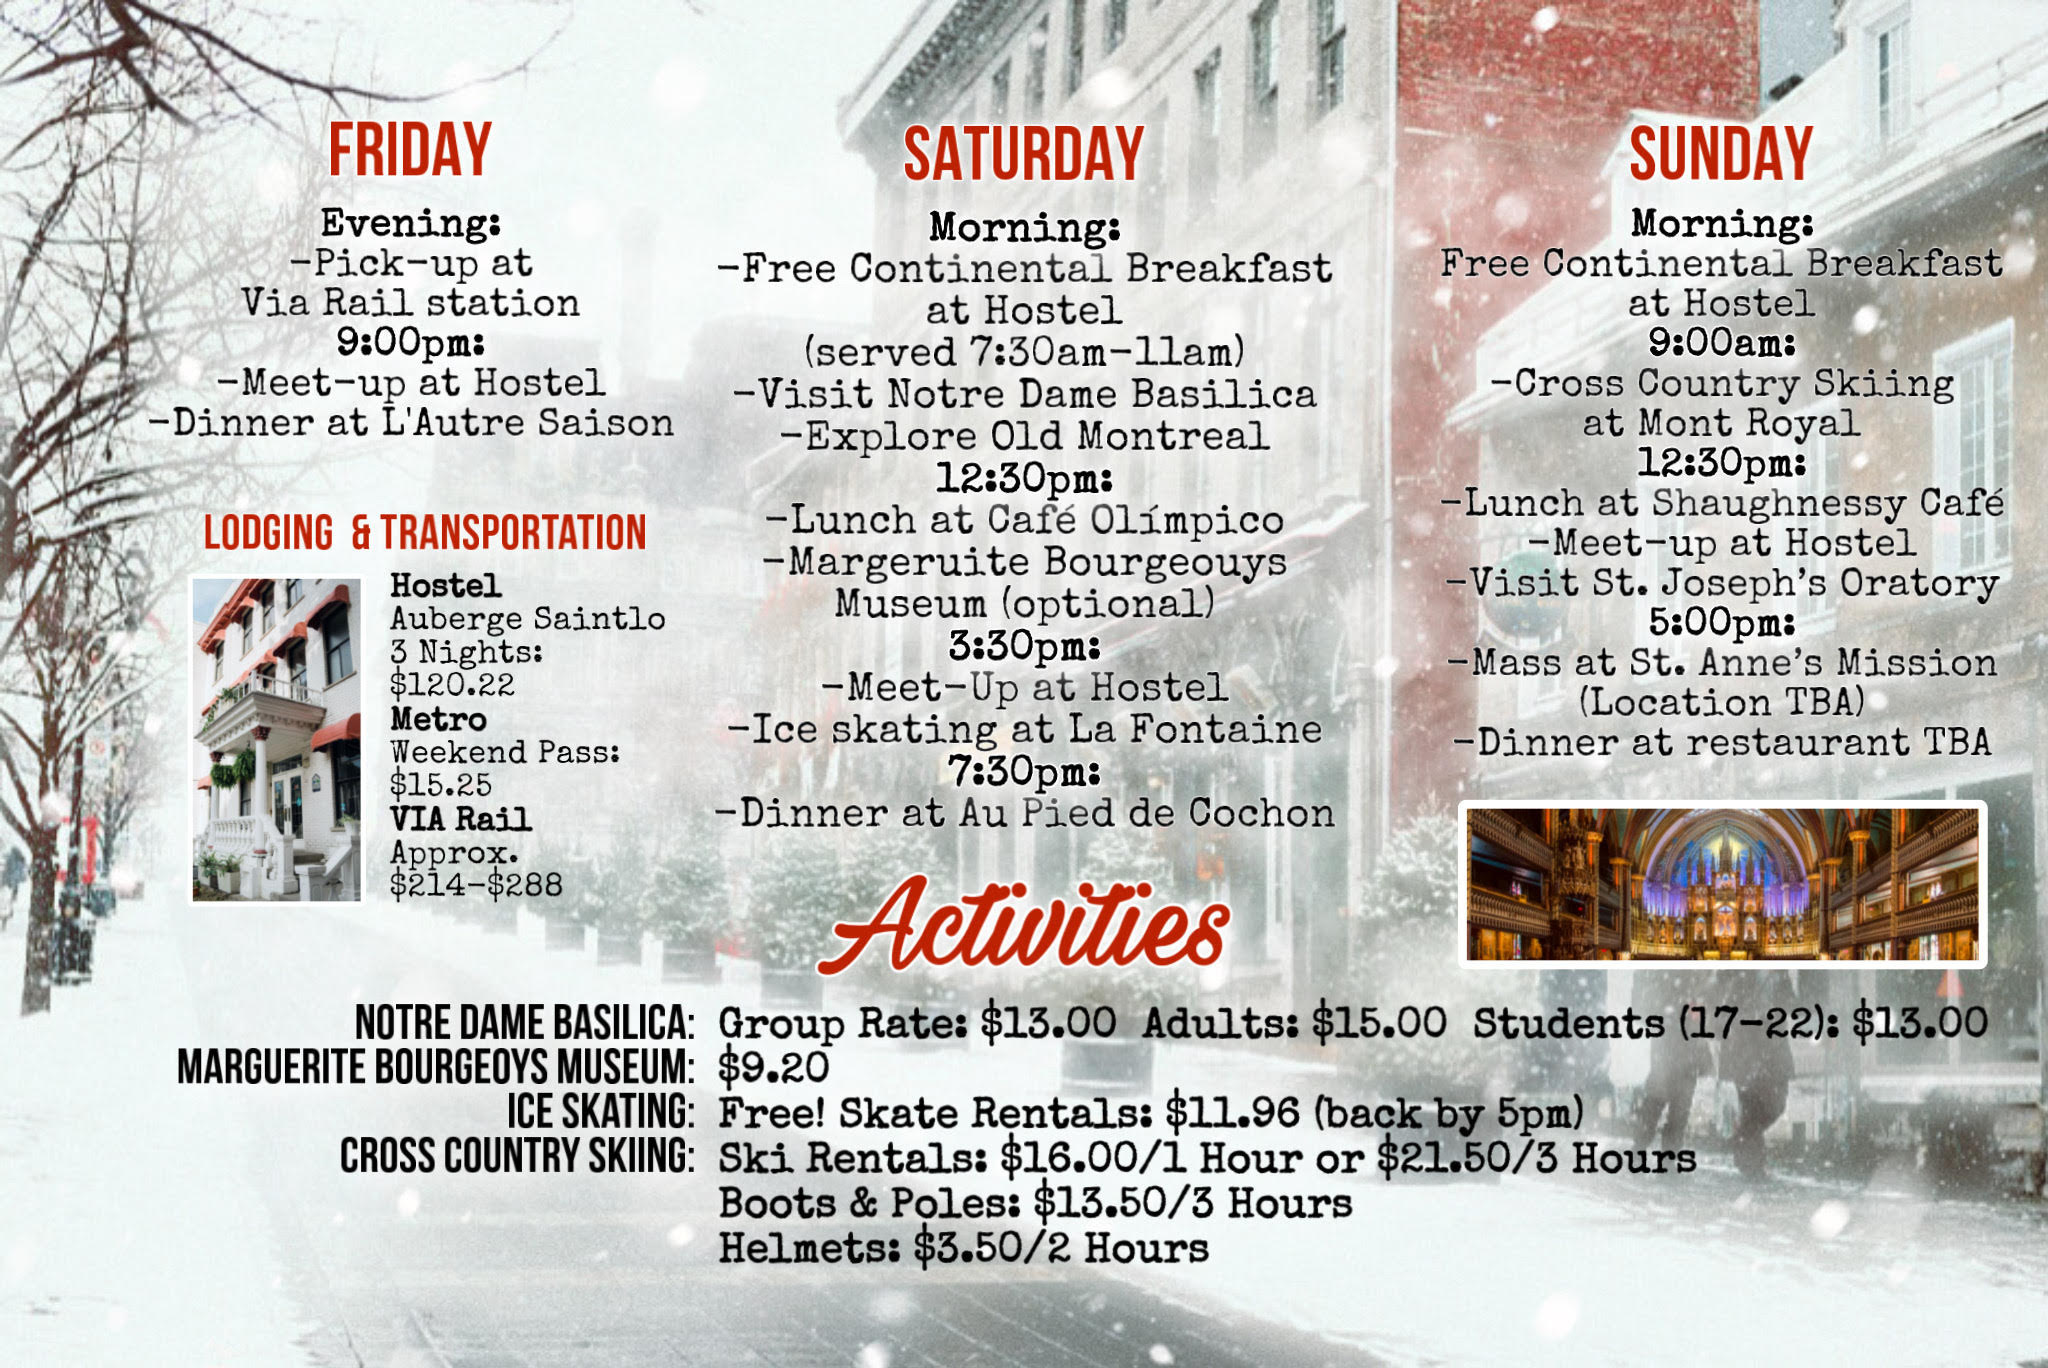 FRIDAY
Evening:
-Pick-up at
Via Rail station
9:00pm:
-Meet-up at Hostel
-Dinner at L'Autre Saison
LODGING & TRANSPORTATION
Hostel
Auberge Saintlo
3 Nights:
$120.22
Metro
Weekend Pass:
$15.25
VIA Rail
Approx.
$214-$288
SATURDAY
Morning:
-Free Continental Breakfast
at Hostel
(served 7:30am-11am)
-Visit Notre Dame Basilica
-Explore Old Montreal
12:30pm:
-Lunch at Café Olímpico
-Margeruite Bourgeouys
Museum (optional)
3:30pm:
-Meet-Up at Hostel
-Ice skating at La Fontaine
7:30pm:
-Dinner at Au Pied de Cochon
SUNDAY
Morning:
Free Continental Breakfast
at Hostel
9:00am:
-Cross Country Skiing
at Mont Royal
12:30pm:
-Lunch at Shaughnessy Café
-Meet-up at Hostel
-Visit St. Joseph's Oratory
5:00pm:
-Mass at St. Anne's Mission
(Location TBA)
-Dinner at restaurant TBA
Activities
NOTRE DAME BASILICA: Group Rate: $13.00 Adults: $15.00 Students (17-22): $13.00
MARGUERITE BOURGEOYS MUSEUM: $9.20
ICE SKATING: Free! Skate Rentals: $11.96 (back by 5pm)
CROSS COUNTRY SKIING: Ski Rentals: $16.00/1 Hour or $21.50/3 Hours
Boots & Poles: $13.50/3 Hours
Helmets: $3.50/2 Hours